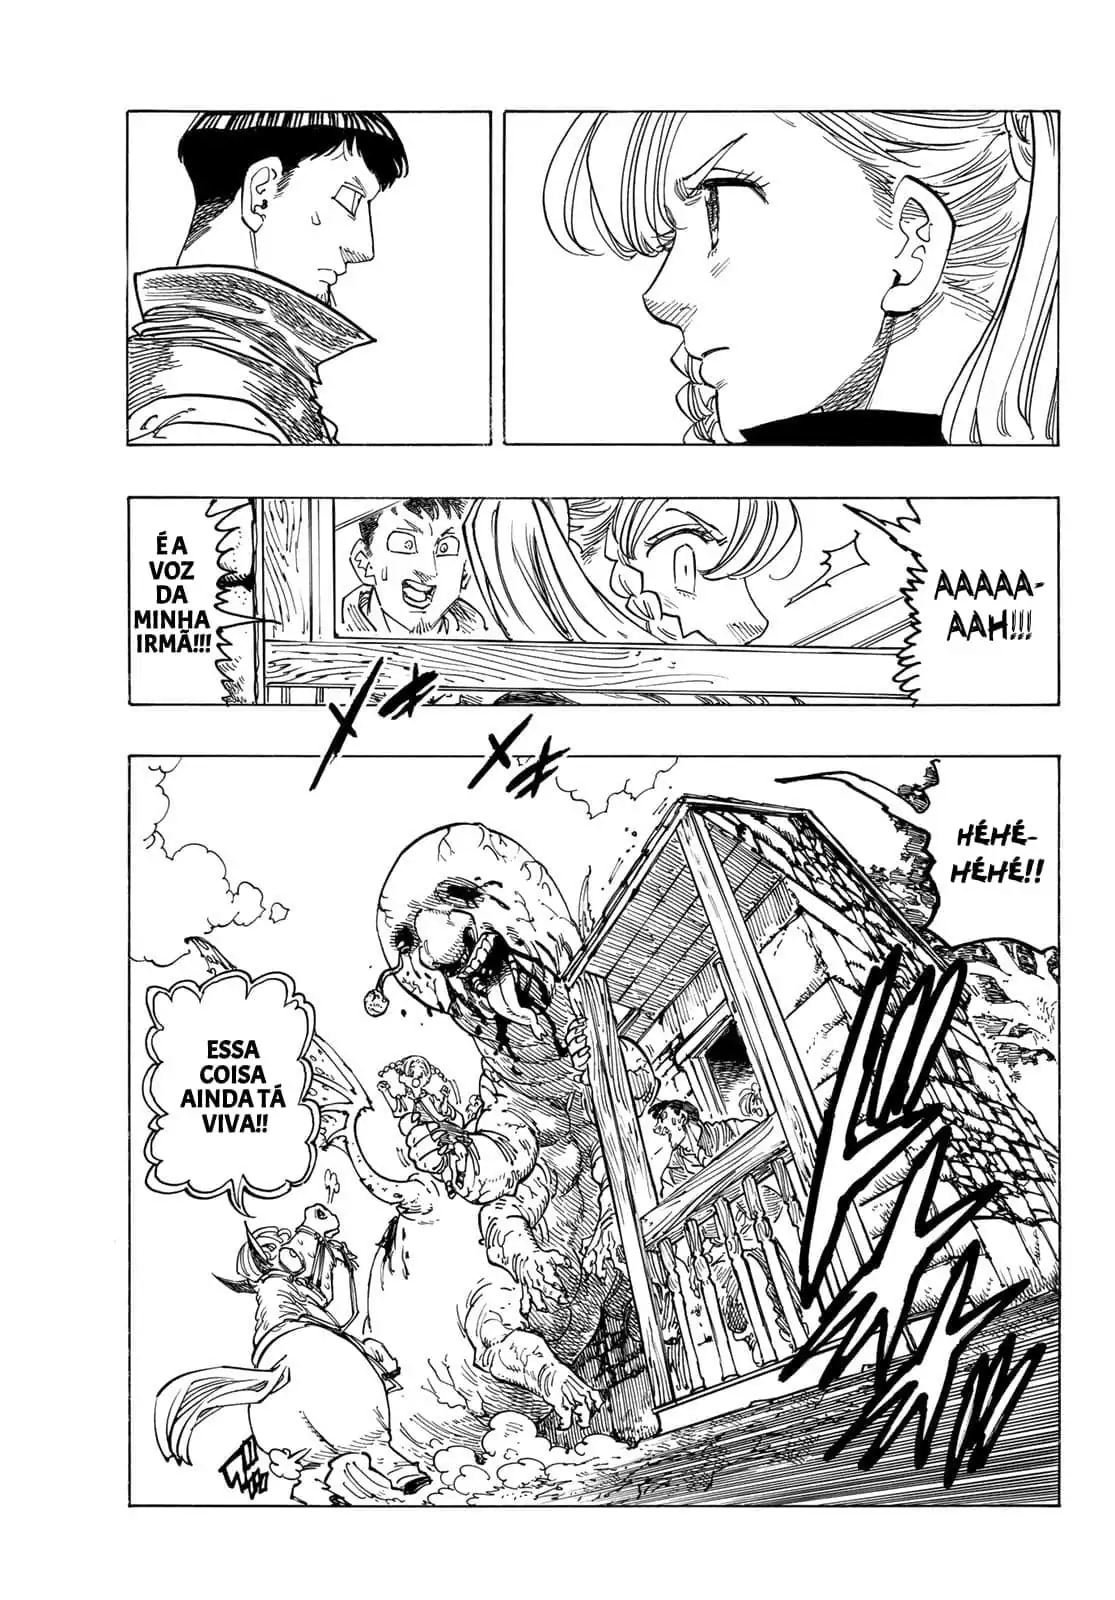 AAAAA-
AAH!!!
É A
VOZ
DA
MINHA
IRMÃ!!!
HÉHÉ-
HÉHÉ!!
ESSA
COISA
AINDA TÁ
VIVA!!